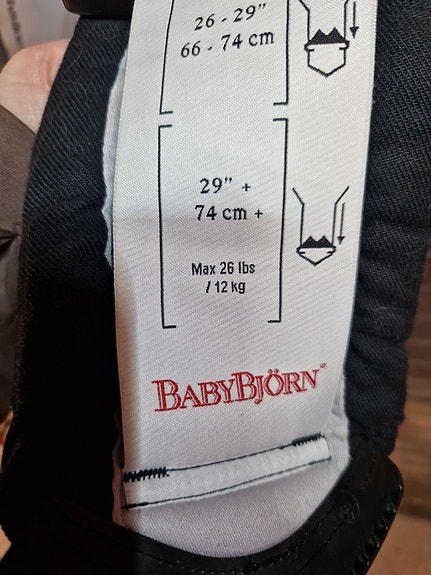 26 - 29"
66 - 74 cm
29" +
74 cm +
Max 26 lbs
/ 12 kg
BABYBJÖRN®